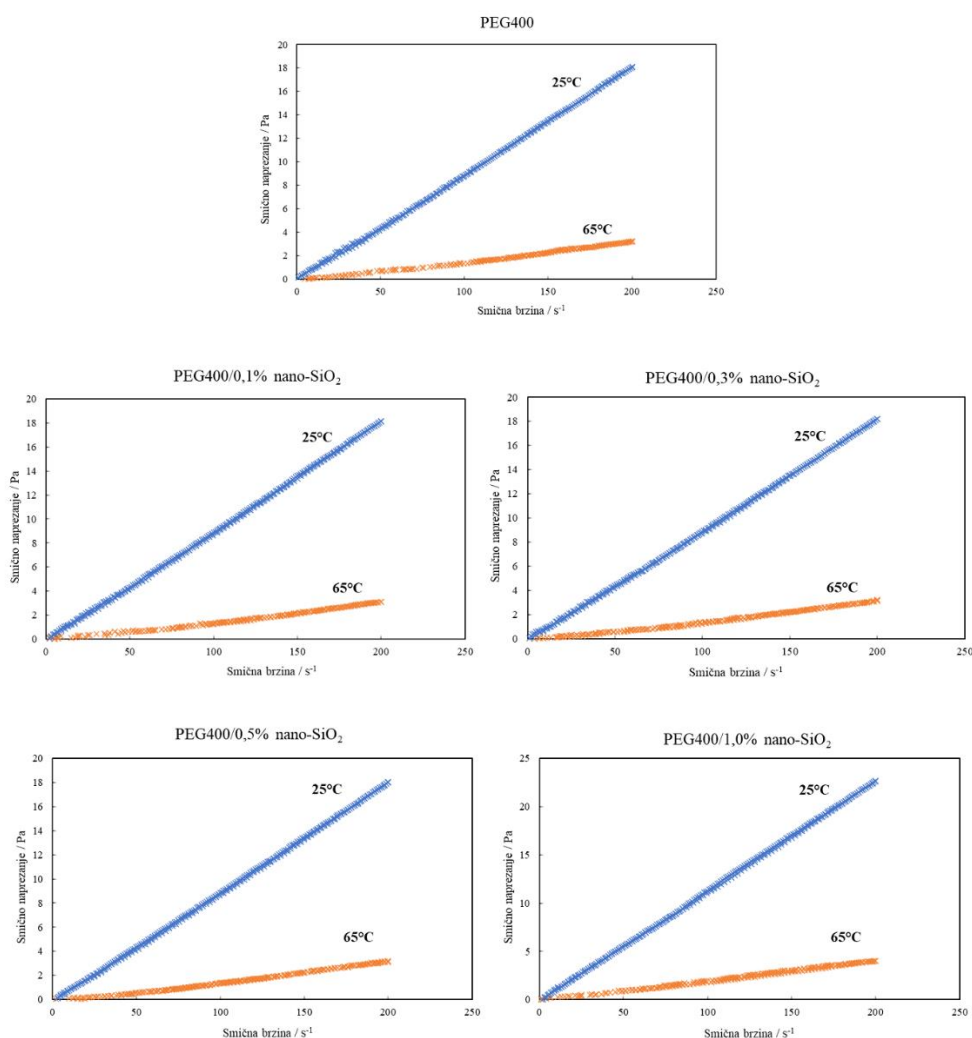 PEG400
20
18
16
14
12
10
8
6
4
2
0
Smično naprezanje / Pa
25°C
65°C
0 50 100 150 200 250
Smična brzina / s⁻¹
PEG400/0,1% nano-SiO₂
20
18
16
14
12
10
8
6
4
2
0
Smično naprezanje / Pa
25°C
65°C
0 50 100 150 200 250
Smična brzina / s⁻¹
PEG400/0,3% nano-SiO₂
20
18
16
14
12
10
8
6
4
2
0
Smično naprezanje / Pa
25°C
65°C
0 50 100 150 200 250
Smična brzina / s⁻¹
PEG400/0,5% nano-SiO₂
20
18
16
14
12
10
8
6
4
2
0
Smično naprezanje / Pa
25°C
65°C
0 50 100 150 200 250
Smična brzina / s⁻¹
PEG400/1,0% nano-SiO₂
25
20
15
10
5
0
Smično naprezanje / Pa
25°C
65°C
0 50 100 150 200 250
Smična brzina / s⁻¹